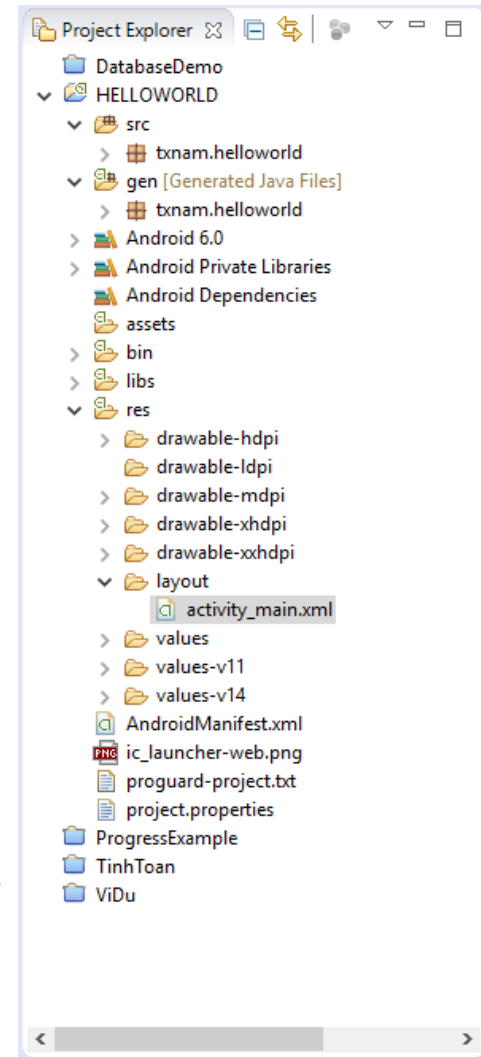 Project Explorer
DatabaseDemo
HELLOWORLD
src
txnam.helloworld
gen [Generated Java Files]
txnam.helloworld
Android 6.0
Android Private Libraries
Android Dependencies
assets
bin
libs
res
drawable-hdpi
drawable-ldpi
drawable-mdpi
drawable-xhdpi
drawable-xxhdpi
layout
activity_main.xml
values
values-v11
values-v14
AndroidManifest.xml
PNG ic_launcher-web.png
proguard-project.txt
project.properties
ProgressExample
TinhToan
ViDu